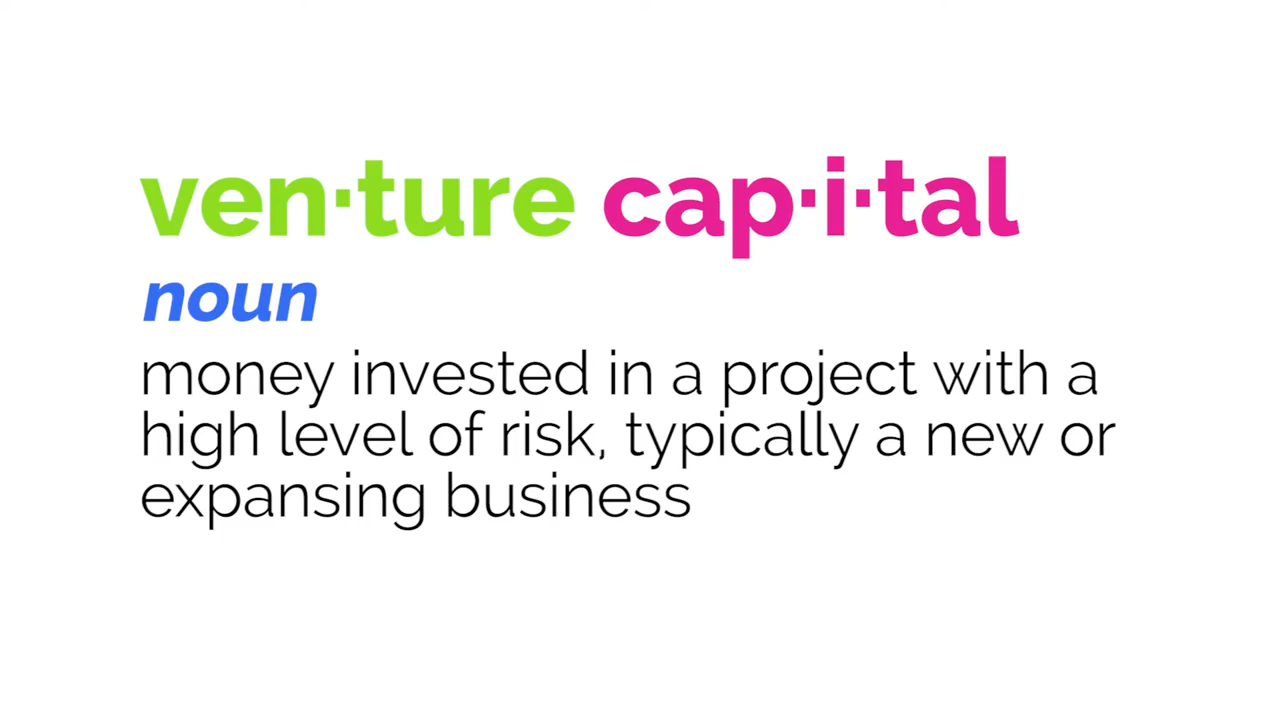 ven·ture cap·i·tal
noun
money invested in a project with a
high level of risk, typically a new or
expansing business